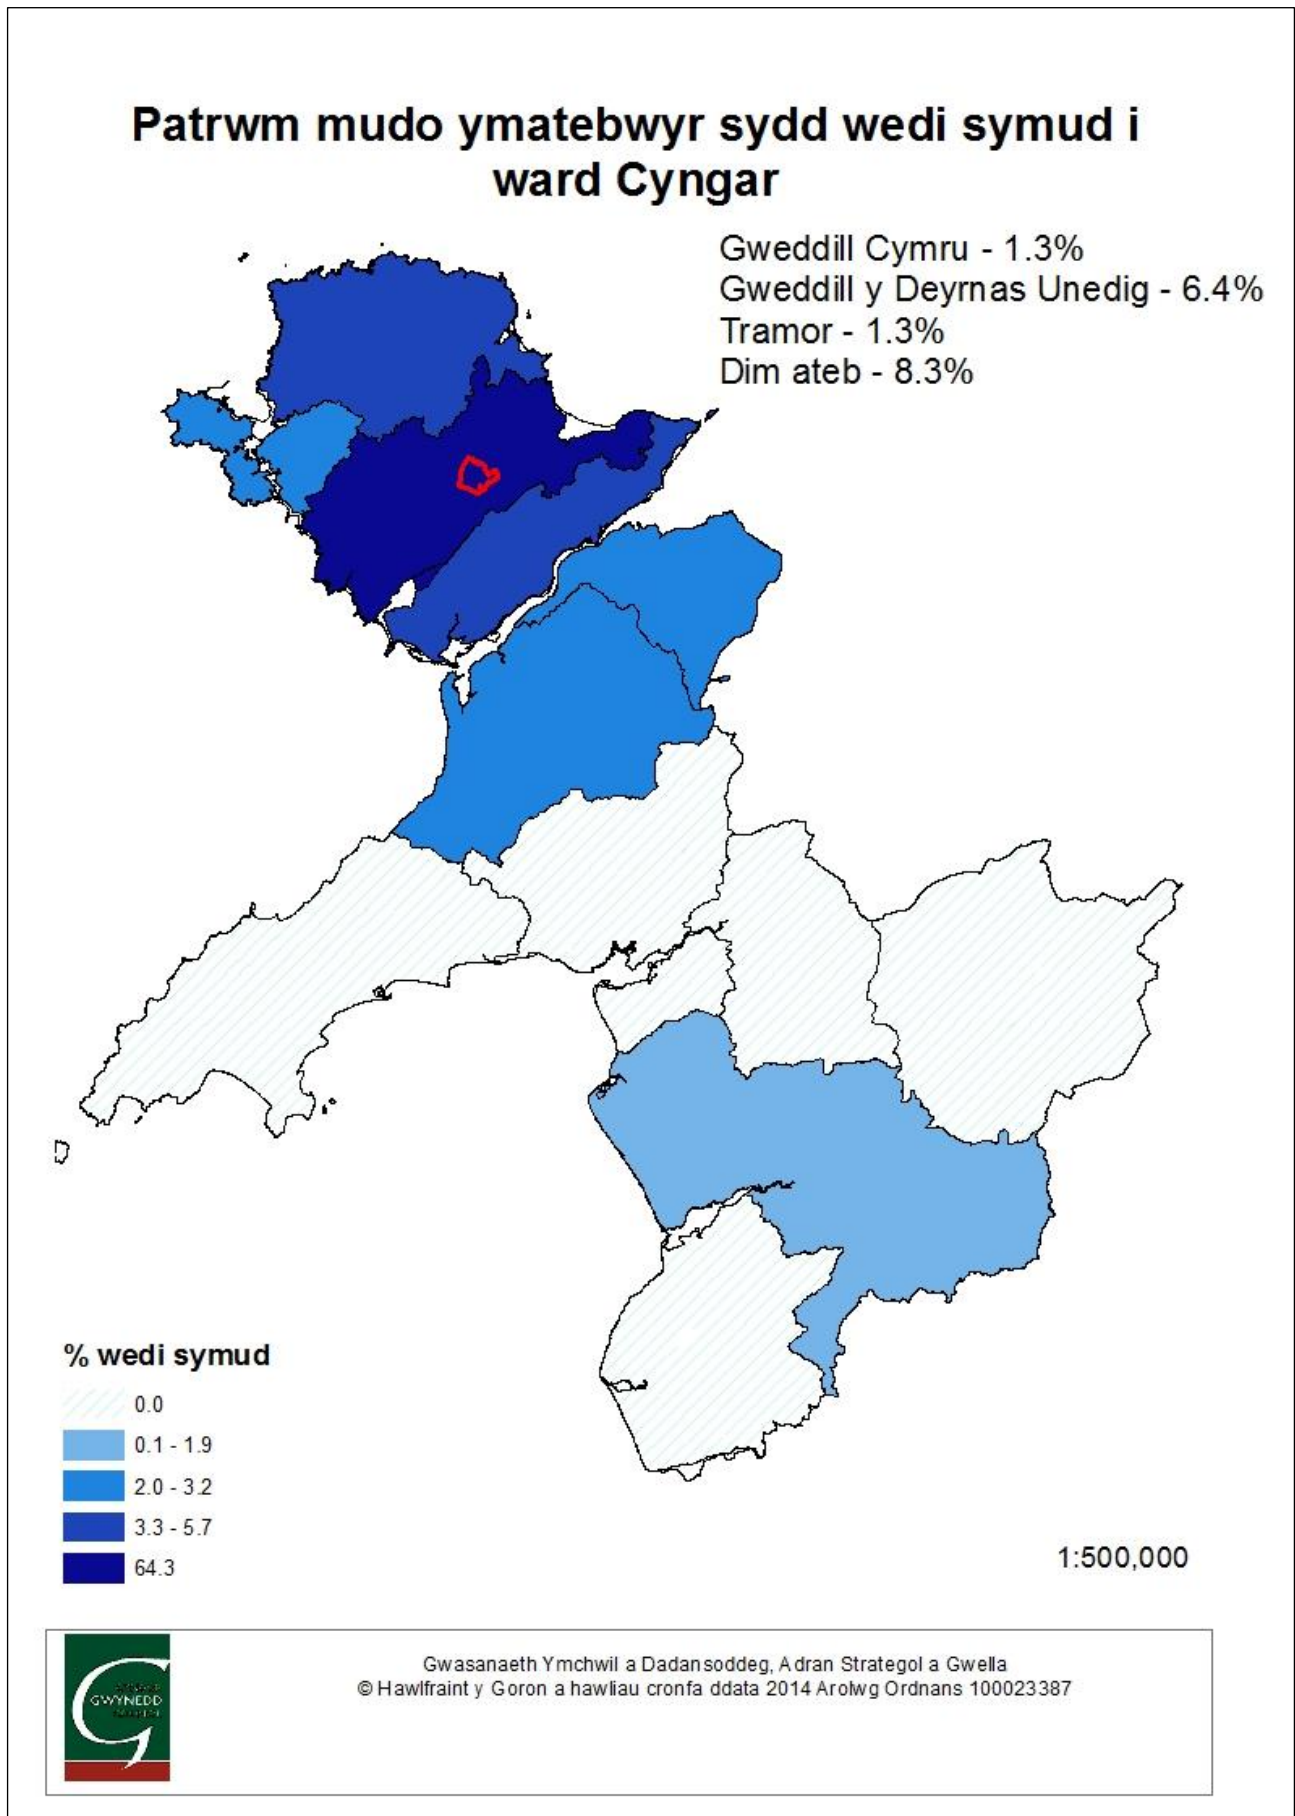 Patrwm mudo ymatebwyr sydd wedi symud i
ward Cyngar
Gweddill Cymru - 1.3%
Gweddill y Deyrnas Unedig - 6.4%
Tramor - 1.3%
Dim ateb - 8.3%
% wedi symud
0.0
0.1 - 1.9
2.0 - 3.2
3.3 - 5.7
64.3
1:500,000
GWYNEDD
Gwasanaeth Ymchwil a Dadansoddeg, Adran Strategol a Gwella
© Hawlfraint y Goron a hawliau cronfa ddata 2014 Arolwg Ordnans 100023387